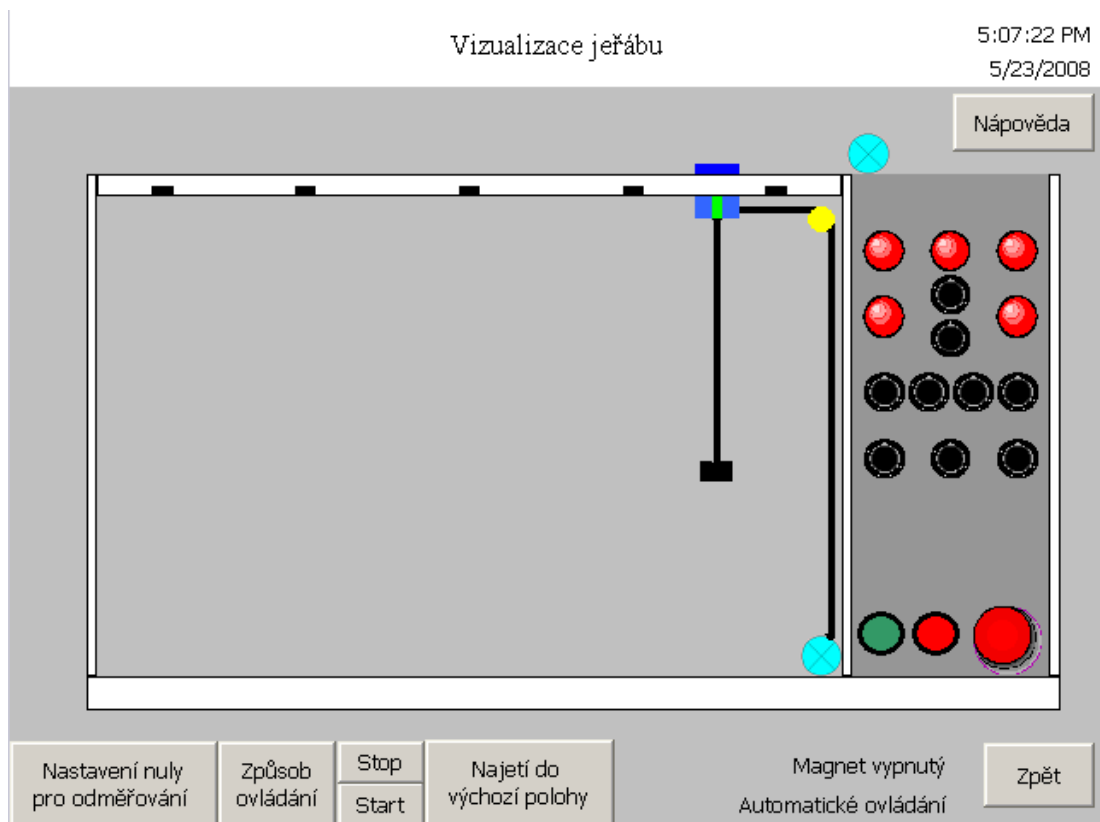 Vizualizace jeřábu
5:07:22 PM
5/23/2008
Nápověda
Nastavení nuly
pro odměřování
Způsob
ovládání
Stop
Start
Najetí do
výchozí polohy
Magnet vypnutý
Automatické ovládání
Zpět